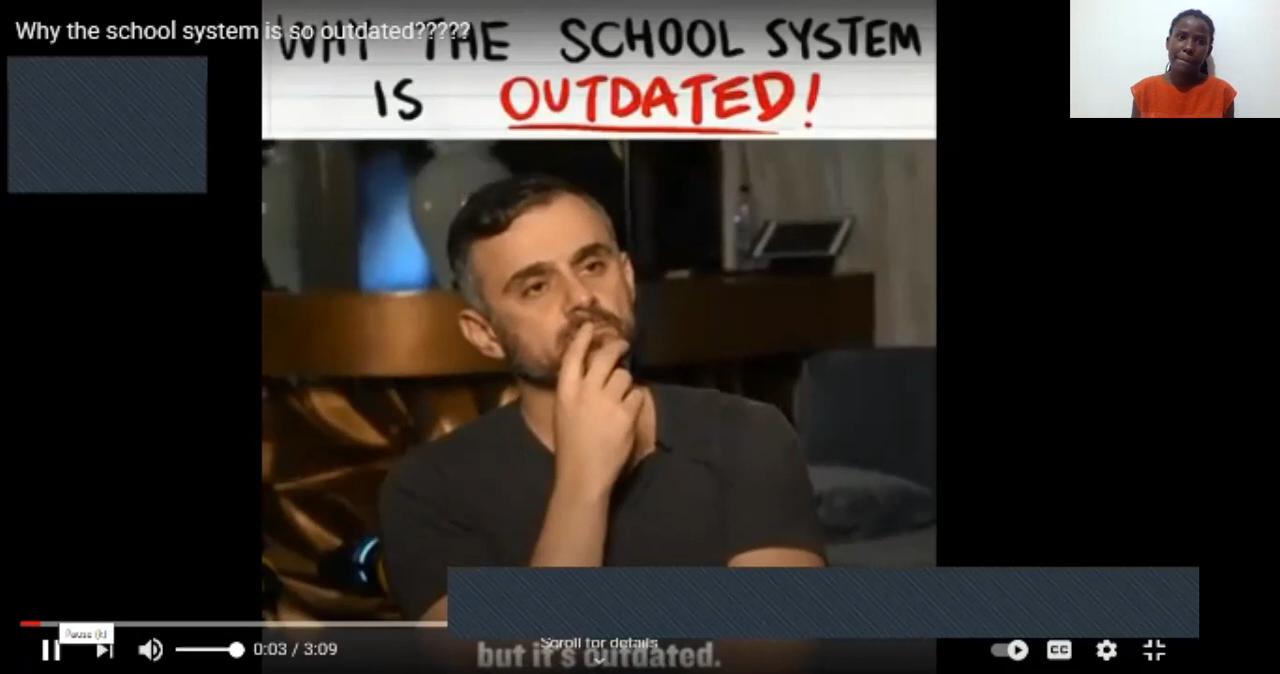 Why the school system is so outdated?????
WHY THE SCHOOL SYSTEM
IS OUTDATED!
Pause (k)
0:03 / 3:09
CC
Scroll for details
but it's outdated.